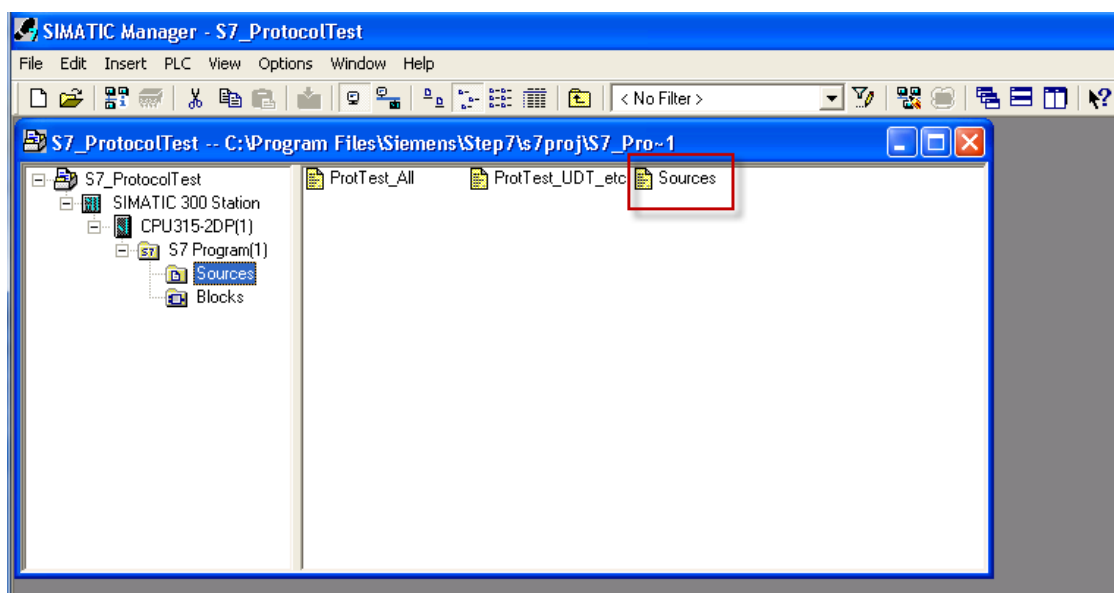 SIMATIC Manager - S7_ProtocolTest
File Edit Insert PLC View Options Window Help
< No Filter >
S7_ProtocolTest -- C:\Program Files\Siemens\Step7\s7proj\S7_Pro~1
S7_ProtocolTest
SIMATIC 300 Station
CPU315-2DP(1)
S7 Program(1)
Sources
Blocks
ProtTest_All ProtTest_UDT_etc Sources